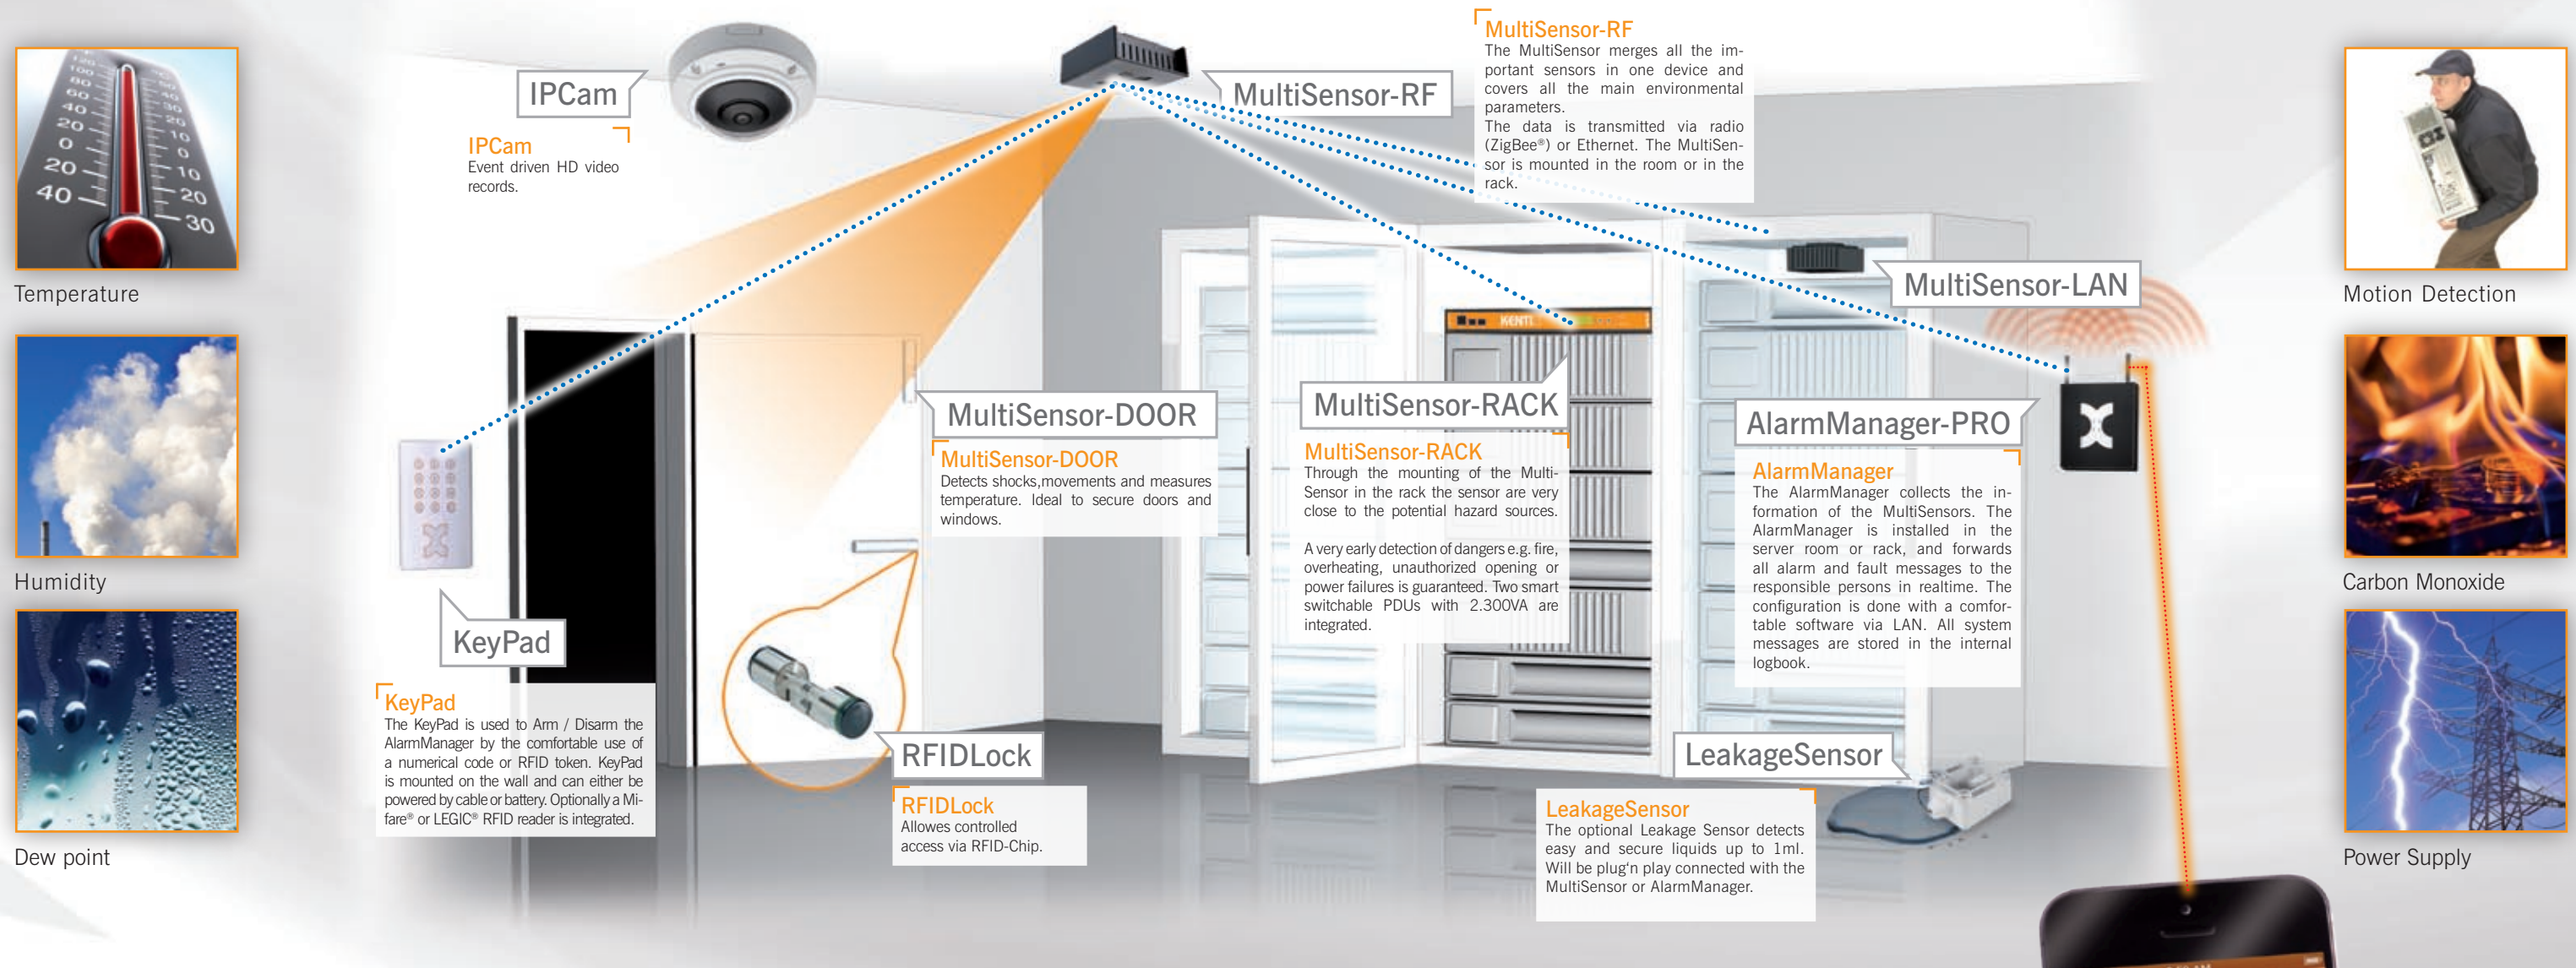 Temperature
Humidity
Dew point
IPCam
IPCam
Event driven HD video
records.
MultiSensor-RF
MultiSensor-RF
The MultiSensor merges all the im-
portant sensors in one device and
covers all the main environmental
parameters.
The data is transmitted via radio
(ZigBee®) or Ethernet. The MultiSen-
sor is mounted in the room or in the
rack.
MultiSensor-LAN
MultiSensor-DOOR
MultiSensor-DOOR
Detects shocks,movements and measures
temperature. Ideal to secure doors and
windows.
MultiSensor-RACK
MultiSensor-RACK
Through the mounting of the Multi-
Sensor in the rack the sensor are very
close to the potential hazard sources.
A very early detection of dangers e.g. fire,
overheating, unauthorized opening or
power failures is guaranteed. Two smart
switchable PDUs with 2.300VA are
integrated.
AlarmManager-PRO
AlarmManager
The AlarmManager collects the in-
formation of the MultiSensors. The
AlarmManager is installed in the
server room or rack, and forwards
all alarm and fault messages to the
responsible persons in realtime. The
configuration is done with a comfor-
table software via LAN. All system
messages are stored in the internal
logbook.
KeyPad
KeyPad
The KeyPad is used to Arm / Disarm the
AlarmManager by the comfortable use of
a numerical code or RFID token. KeyPad
is mounted on the wall and can either be
powered by cable or battery. Optionally a Mi-
fare® or LEGIC® RFID reader is integrated.
RFIDLock
RFIDLock
Allowes controlled
access via RFID-Chip.
LeakageSensor
LeakageSensor
The optional Leakage Sensor detects
easy and secure liquids up to 1ml.
Will be plug‘n play connected with the
MultiSensor or AlarmManager.
Motion Detection
Carbon Monoxide
Power Supply